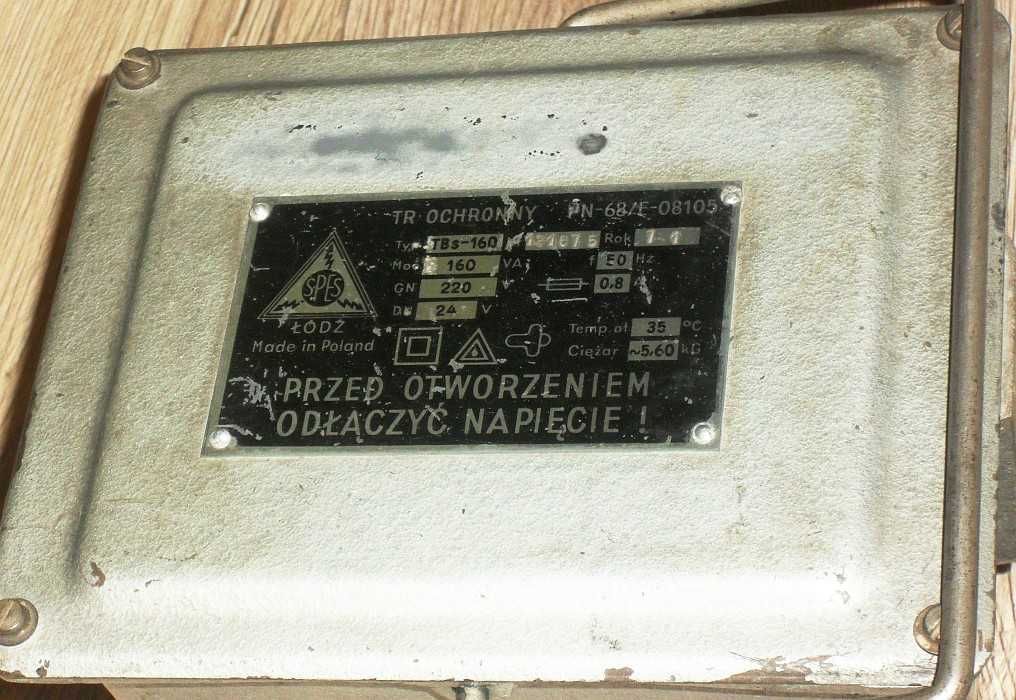 TR OCHRONNY PN-68/E-08105
Typ TBs-160 Rok
Moc 160 VA f 50 Hz
GN 220 V 0,8 A
DN 24 V
SPES
ŁÓDŹ
Made in Poland
Temp. ot. 35 °C
Ciężar ~5,60 kG
PRZED OTWORZENIEM
ODŁĄCZYĆ NAPIĘCIE !